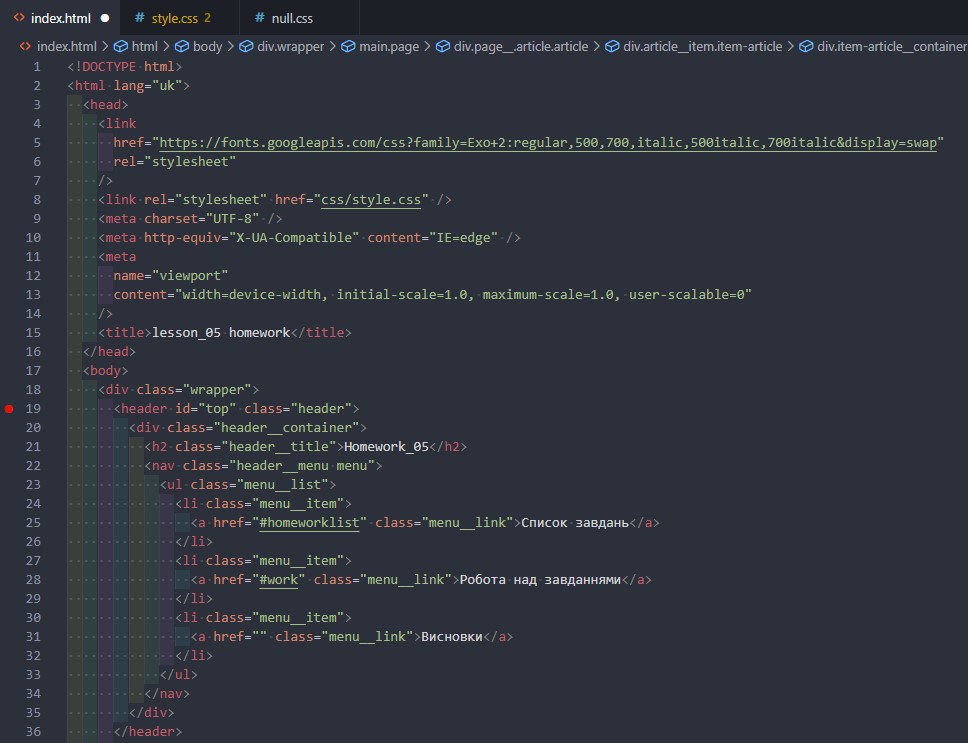 index.html
style.css 2
null.css
index.html > html > body > div.wrapper > main.page > div.page__.article.article > div.article__item.item-article > div.item-article__container
1 <!DOCTYPE html>
2 <html lang="uk">
3 <head>
4 <link
5 href="https://fonts.googleapis.com/css?family=Exo+2:regular,500,700,italic,500italic,700italic&display=swap"
6 rel="stylesheet"
7 />
8 <link rel="stylesheet" href="css/style.css" />
9 <meta charset="UTF-8" />
10 <meta http-equiv="X-UA-Compatible" content="IE=edge" />
11 <meta
12 name="viewport"
13 content="width=device-width, initial-scale=1.0, maximum-scale=1.0, user-scalable=0"
14 />
15 <title>lesson_05 homework</title>
16 </head>
17 <body>
18 <div class="wrapper">
19 <header id="top" class="header">
20 <div class="header__container">
21 <h2 class="header__title">Homework_05</h2>
22 <nav class="header__menu menu">
23 <ul class="menu__list">
24 <li class="menu__item">
25 <a href="#homeworklist" class="menu__link">Список завдань</a>
26 </li>
27 <li class="menu__item">
28 <a href="#work" class="menu__link">Робота над завданнями</a>
29 </li>
30 <li class="menu__item">
31 <a href="" class="menu__link">Висновки</a>
32 </li>
33 </ul>
34 </nav>
35 </div>
36 </header>